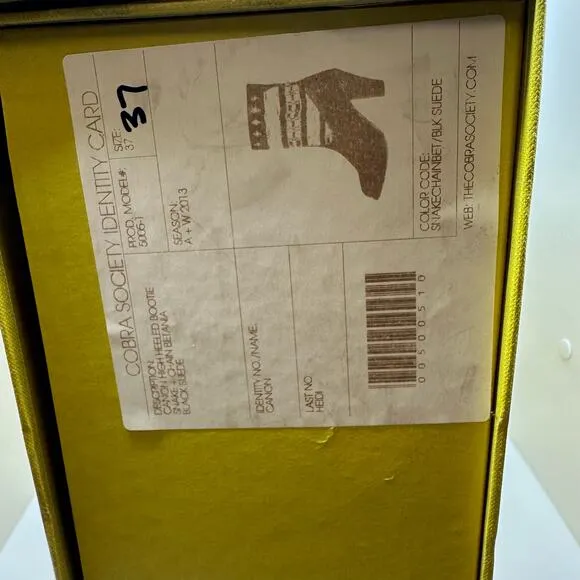 COBRA SOCIETY IDENTITY CARD
DESCRIPTION:
CANON HIGH HEELED BOOTIE
SNAKE + CHAIN BETANIA
BLACK SUEDE
PROD. MODEL#:
5005-1
SIZE:
37
37
SEASON:
A + W 2013
IDENTITY NO./NAME:
CANON
LAST NO:
HEIDI
00500510
COLOR CODE:
SNAKECHAINBET/BLK SUEDE
WEB: THECOBRASOCIETY.COM